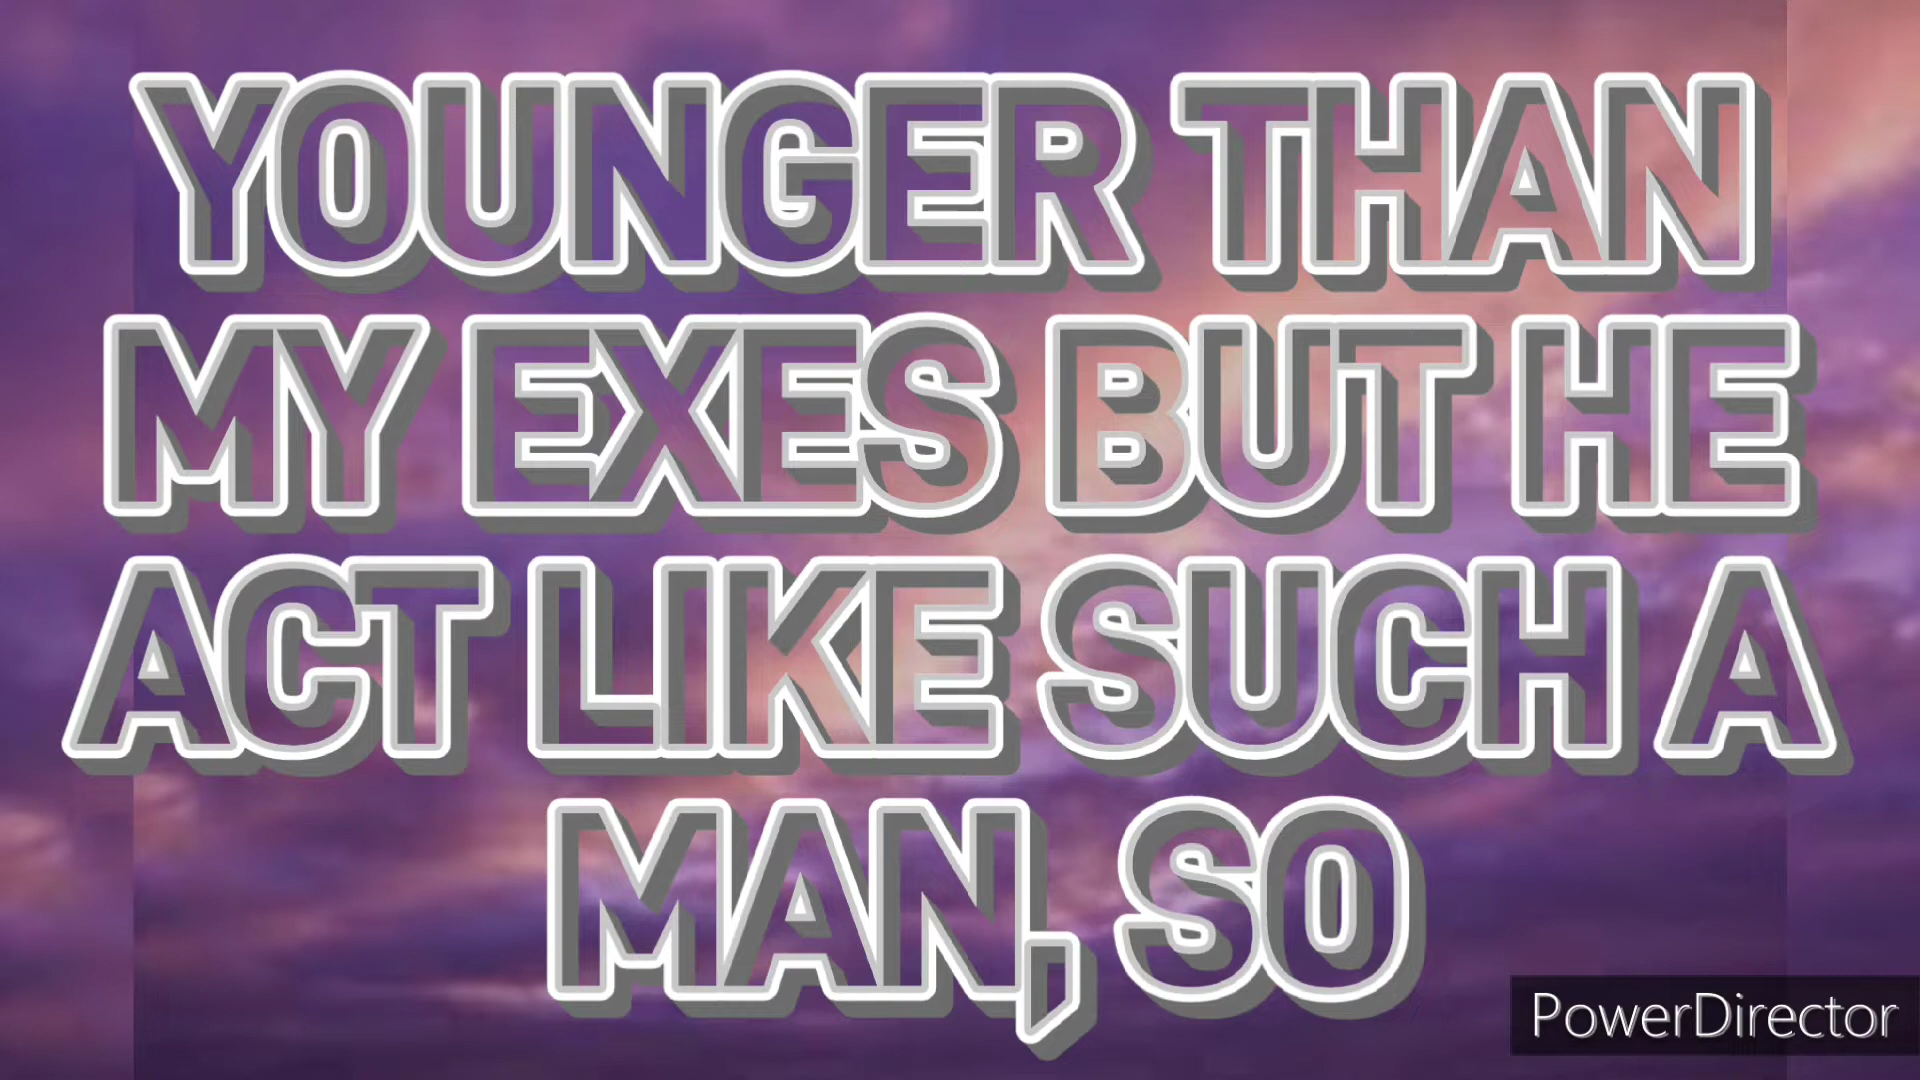 YOUNGER THAN
MY EXES BUT HE
ACT LIKE SUCH A
MAN, SO
PowerDirector